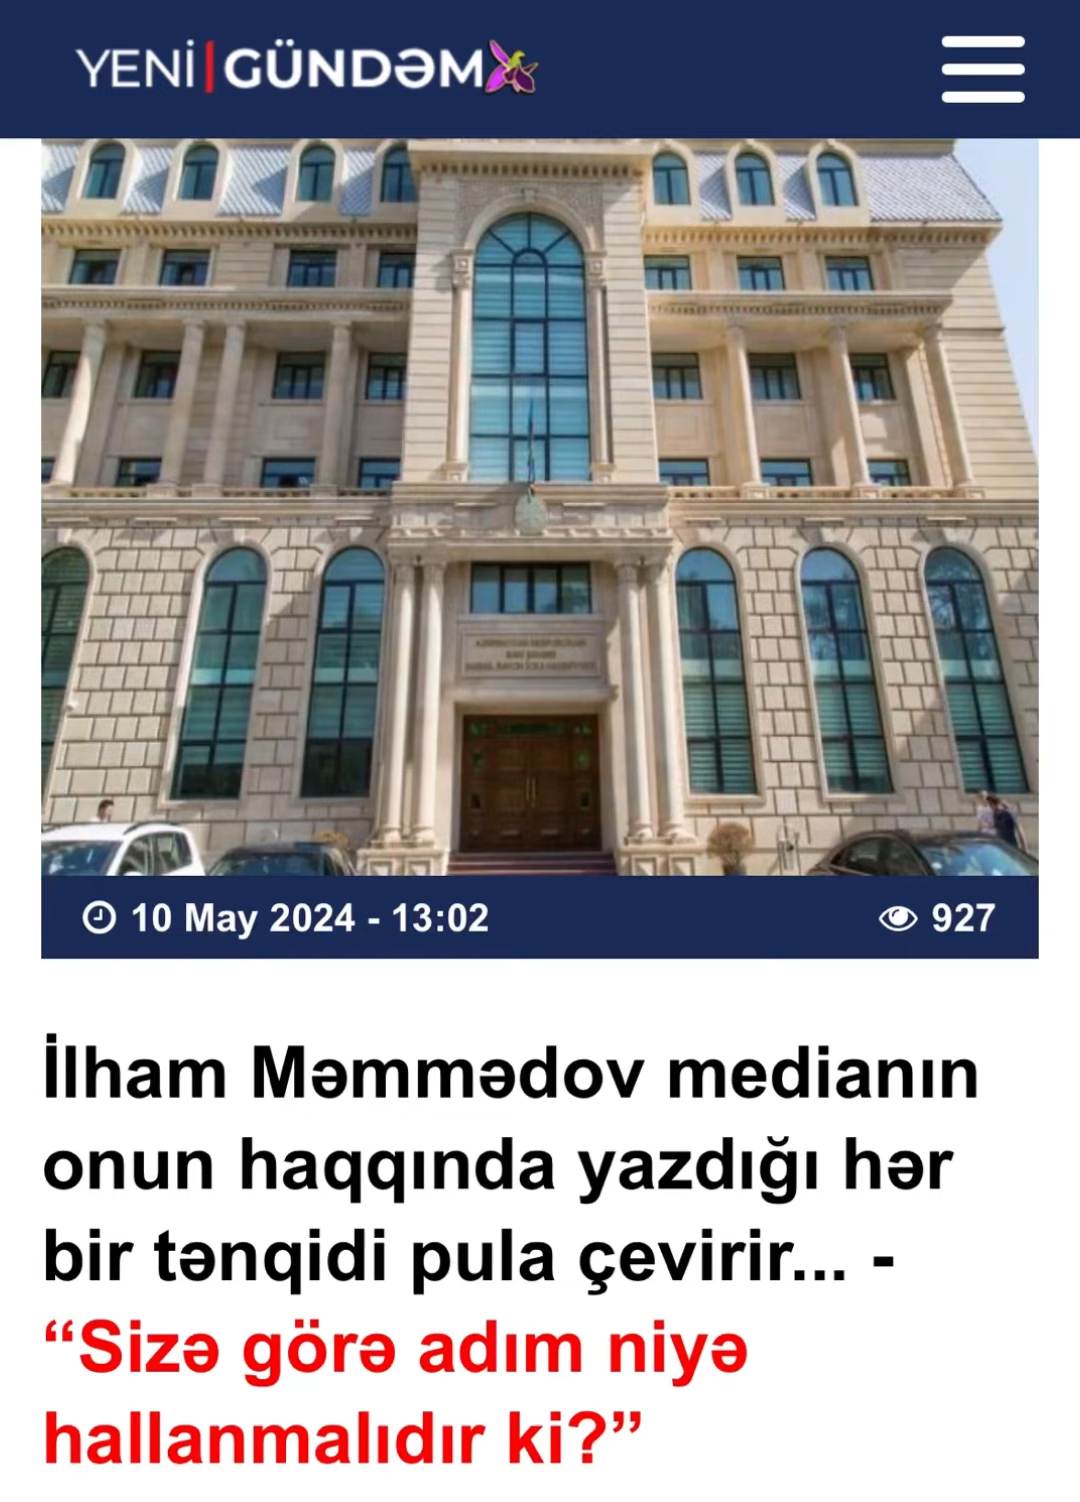 YENİ|GÜNDƏM
10 May 2024 - 13:02
927
İlham Məmmədov medianın
onun haqqında yazdığı hər
bir tənqidi pula çevirir... -
“Sizə görə adım niyə
hallanmalıdır ki?”